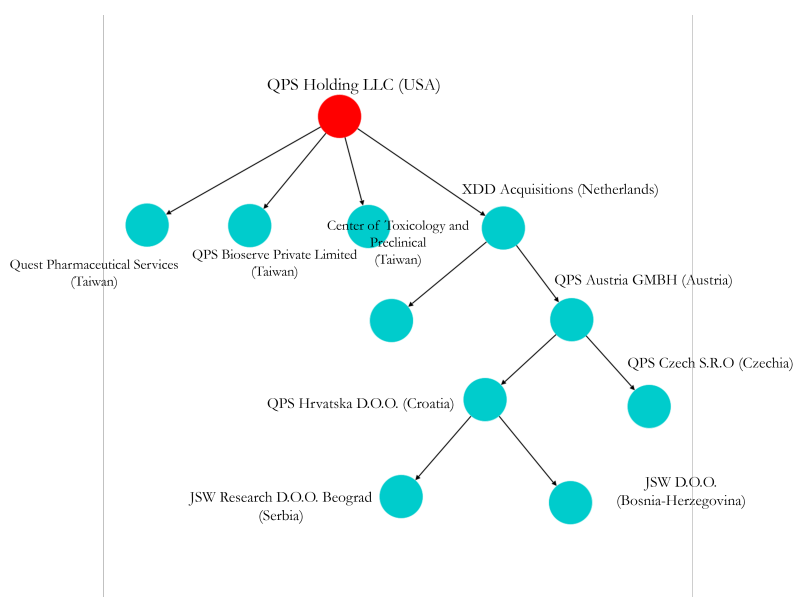 QPS Holding LLC (USA)
XDD Acquisitions (Netherlands)
Center of Toxicology and
Preclinical
(Taiwan)
QPS Bioserve Private Limited
(Taiwan)
Quest Pharmaceutical Services
(Taiwan)
QPS Austria GMBH (Austria)
QPS Czech S.R.O (Czechia)
QPS Hrvatska D.O.O. (Croatia)
JSW Research D.O.O. Beograd
(Serbia)
JSW D.O.O.
(Bosnia-Herzegovina)